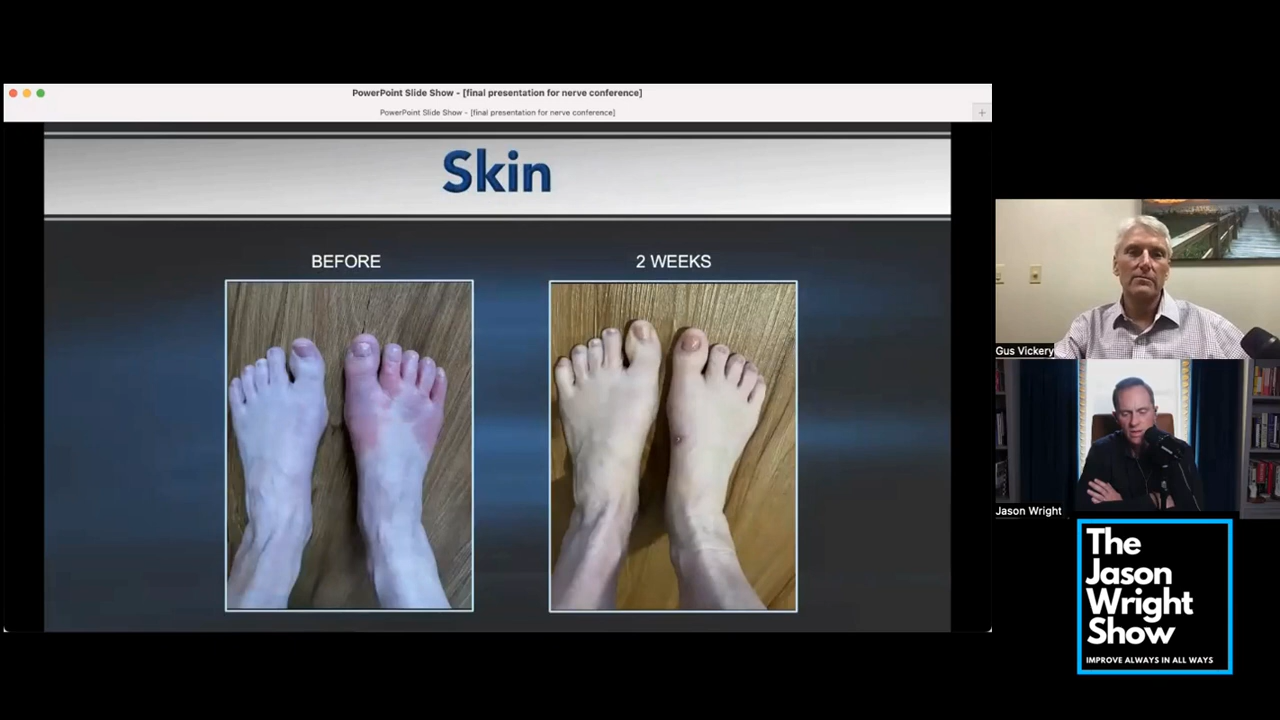 PowerPoint Slide Show - [final presentation for nerve conference]
PowerPoint Slide Show - [final presentation for nerve conference]
Skin
BEFORE
2 WEEKS
Gus Vickery
Jason Wright
The
Jason
Wright
Show
IMPROVE ALWAYS IN ALL WAYS